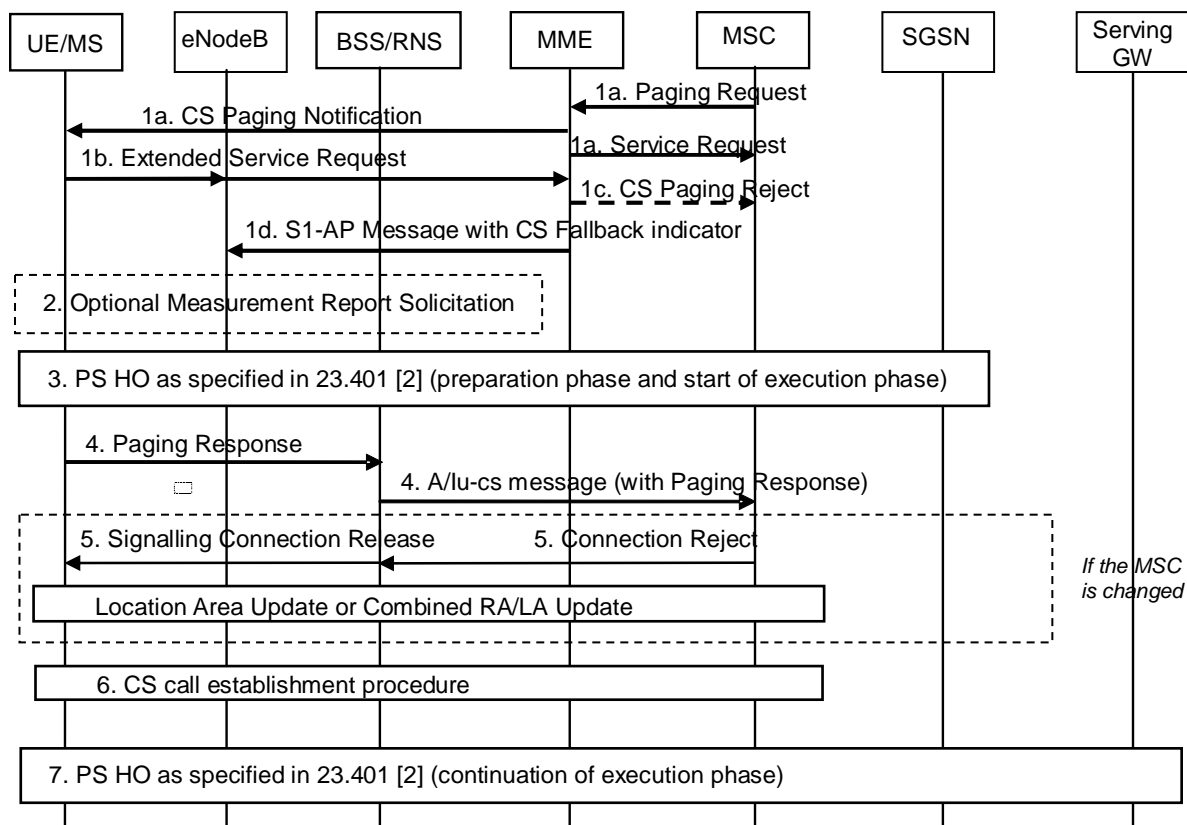 UE/MS
eNodeB
BSS/RNS
MME
MSC
SGSN
Serving
GW
1a. Paging Request
1a. CS Paging Notification
1a. Service Request
1b. Extended Service Request
1c. CS Paging Reject
1d. S1-AP Message with CS Fallback indicator
2. Optional Measurement Report Solicitation
3. PS HO as specified in 23.401 [2] (preparation phase and start of execution phase)
4. Paging Response
4. A/Iu-cs message (with Paging Response)
5. Signalling Connection Release
5. Connection Reject
If the MSC
is changed
Location Area Update or Combined RA/LA Update
6. CS call establishment procedure
7. PS HO as specified in 23.401 [2] (continuation of execution phase)